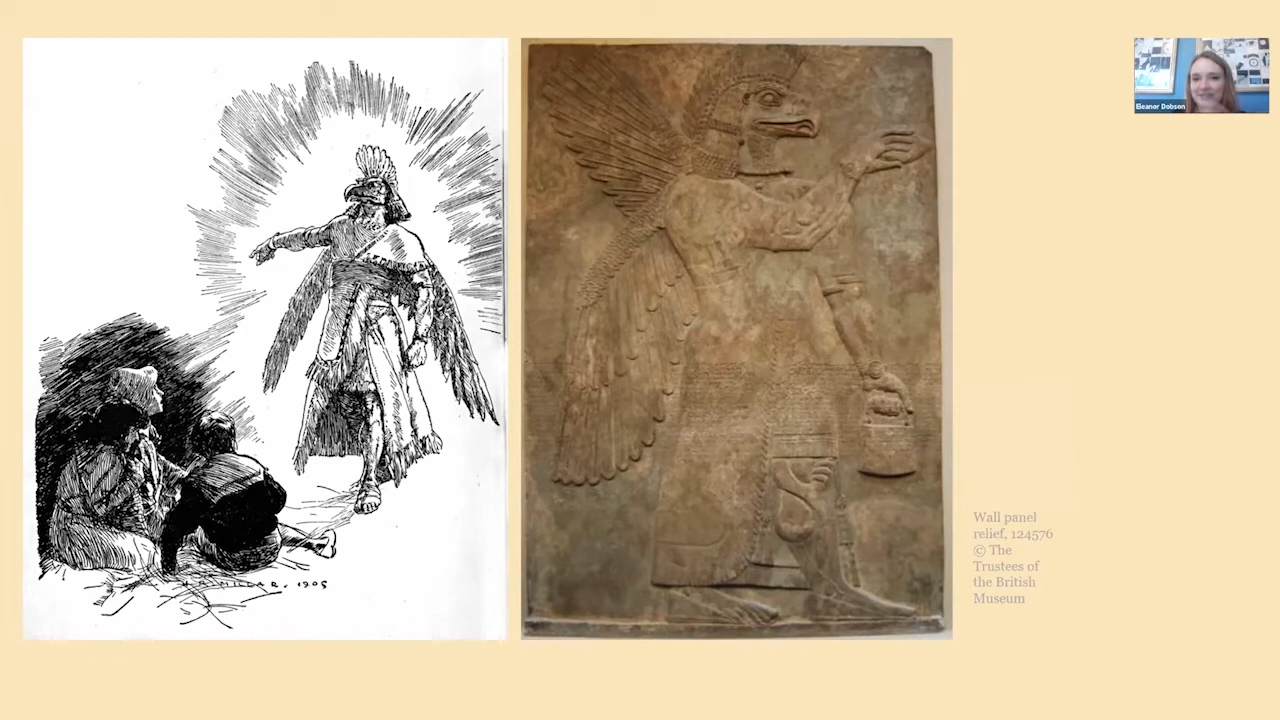 Eleanor Dobson
H. R. MILLAR. 1905
Wall panel
relief, 124576
© The
Trustees of
the British
Museum